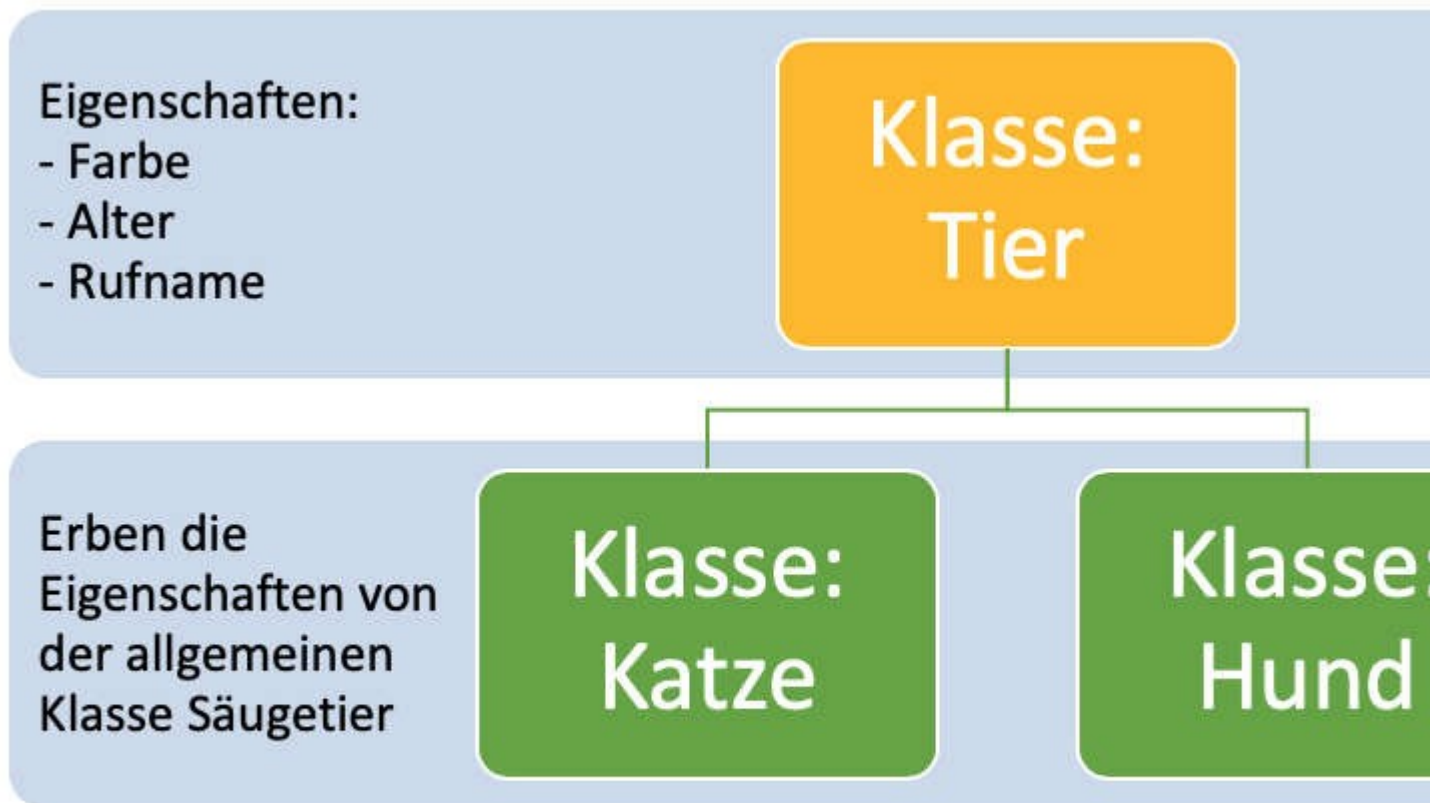 Eigenschaften:
- Farbe
- Alter
- Rufname
Klasse:
Tier
Erben die
Eigenschaften von
der allgemeinen
Klasse Säugetier
Klasse:
Katze
Klasse:
Hund